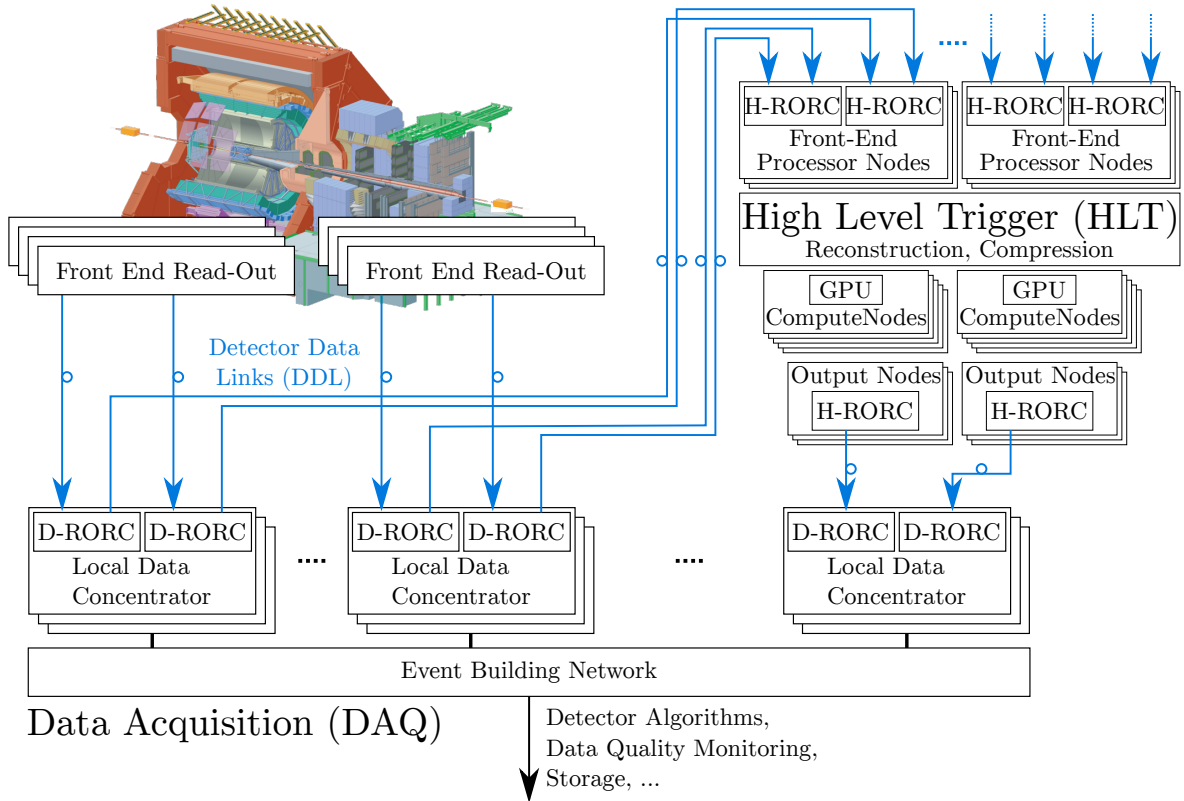 H-RORC H-RORC H-RORC H-RORC
Front-End Front-End
Processor Nodes Processor Nodes
High Level Trigger (HLT)
Reconstruction, Compression
Front End Read-Out Front End Read-Out
GPU GPU
ComputeNodes ComputeNodes
Detector Data
Links (DDL)
Output Nodes Output Nodes
H-RORC H-RORC
D-RORC D-RORC D-RORC D-RORC D-RORC D-RORC
.... ....
Local Data Local Data Local Data
Concentrator Concentrator Concentrator
Event Building Network
Data Acquisition (DAQ)
Detector Algorithms,
Data Quality Monitoring,
Storage, ...